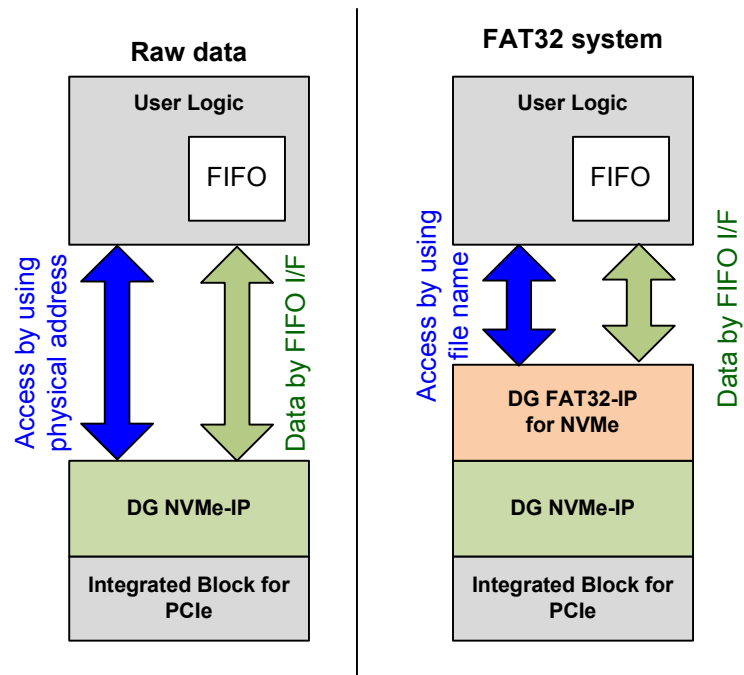 Raw data
User Logic
FIFO
Access by using
physical address
Data by FIFO I/F
DG NVMe-IP
Integrated Block for
PCIe
FAT32 system
User Logic
FIFO
Access by using
file name
Data by FIFO I/F
DG FAT32-IP
for NVMe
DG NVMe-IP
Integrated Block for
PCIe